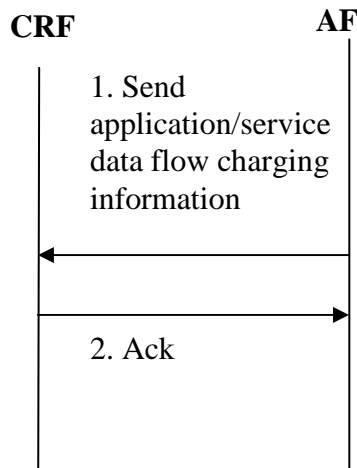 CRF
AF
1. Send
application/service
data flow charging
information
2. Ack